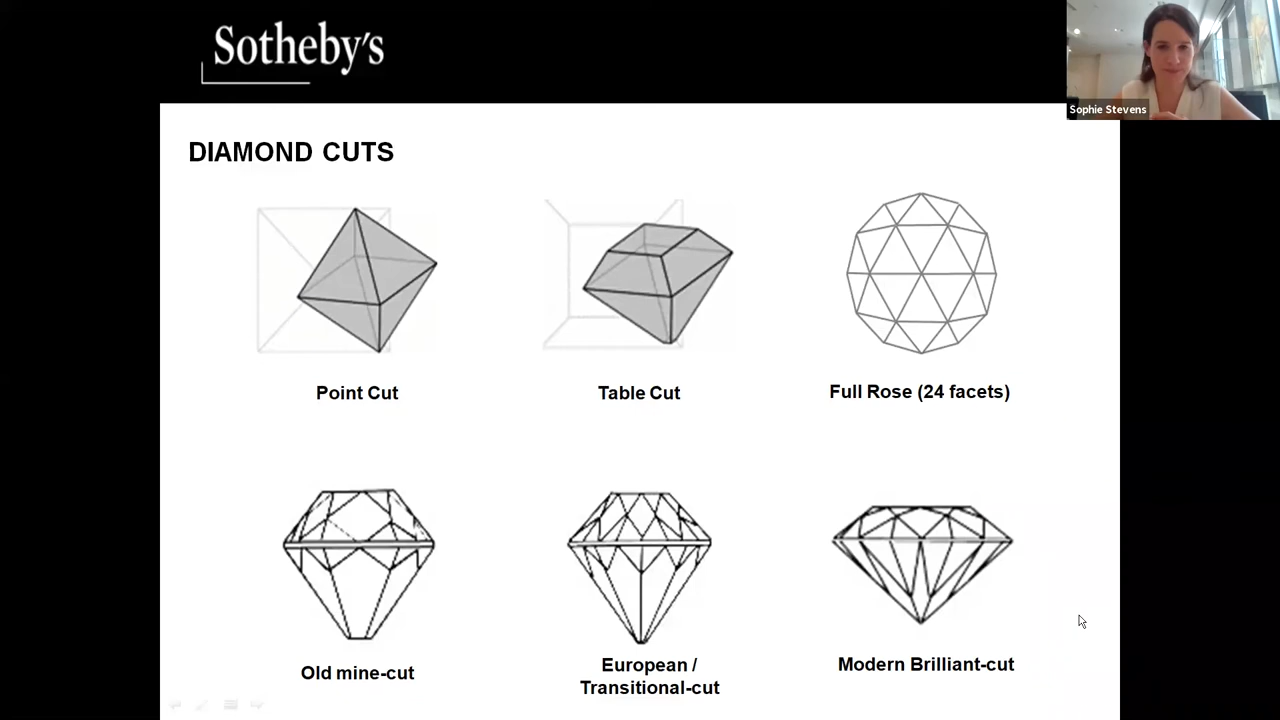 Sotheby's
Sophie Stevens
DIAMOND CUTS
Point Cut
Table Cut
Full Rose (24 facets)
Old mine-cut
European /
Transitional-cut
Modern Brilliant-cut